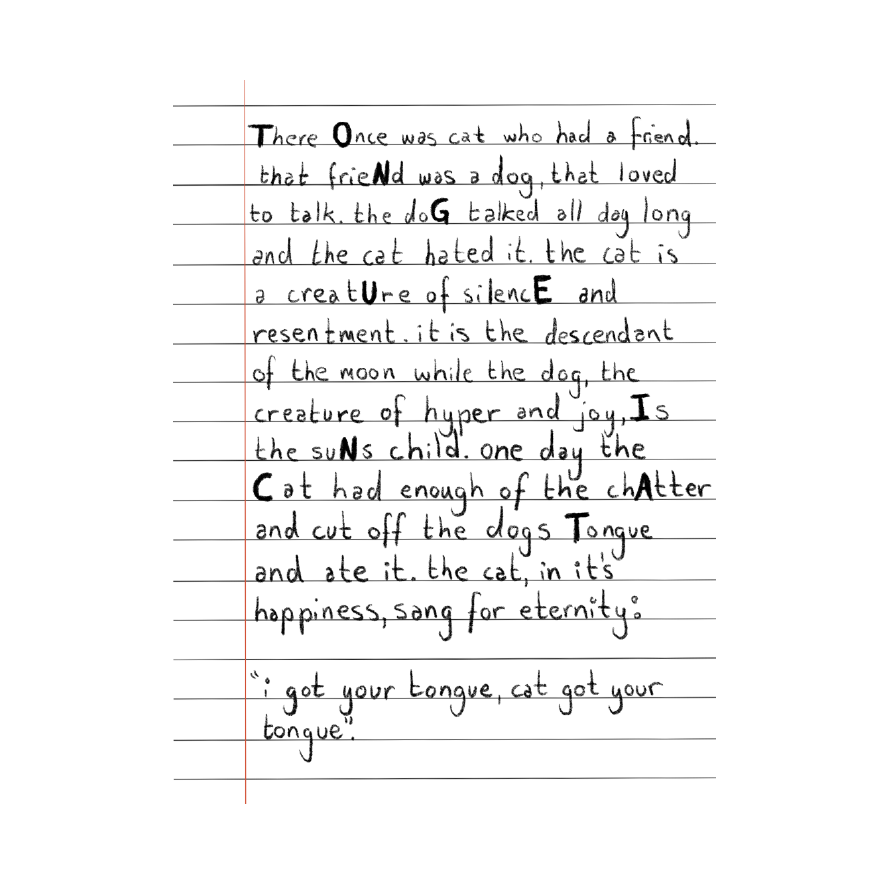 There Once was cat who had a friend.
that frieNd was a dog, that loved
to talk. the doG talked all day long
and the cat hated it. the cat is
a creatUre of silencE and
resentment. it is the descendant
of the moon while the dog, the
creature of hyper and joy, Is
the suNs child. one day the
Cat had enough of the chAtter
and cut off the dogs Tongue
and ate it. the cat, in it's
happiness, sang for eternity:
"i got your tongue, cat got your
tongue".